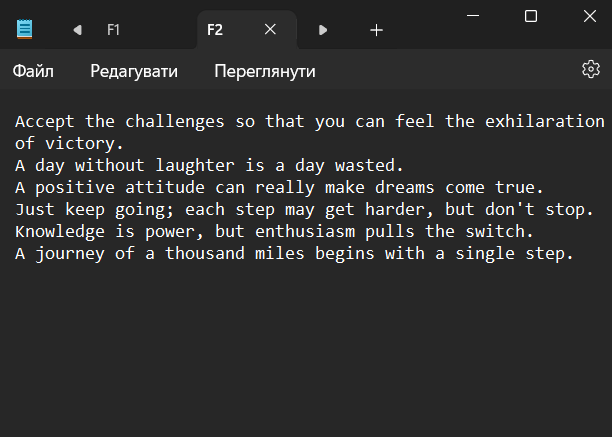 F1
F2
Файл
Редагувати
Переглянути
Accept the challenges so that you can feel the exhilaration
of victory.
A day without laughter is a day wasted.
A positive attitude can really make dreams come true.
Just keep going; each step may get harder, but don't stop.
Knowledge is power, but enthusiasm pulls the switch.
A journey of a thousand miles begins with a single step.